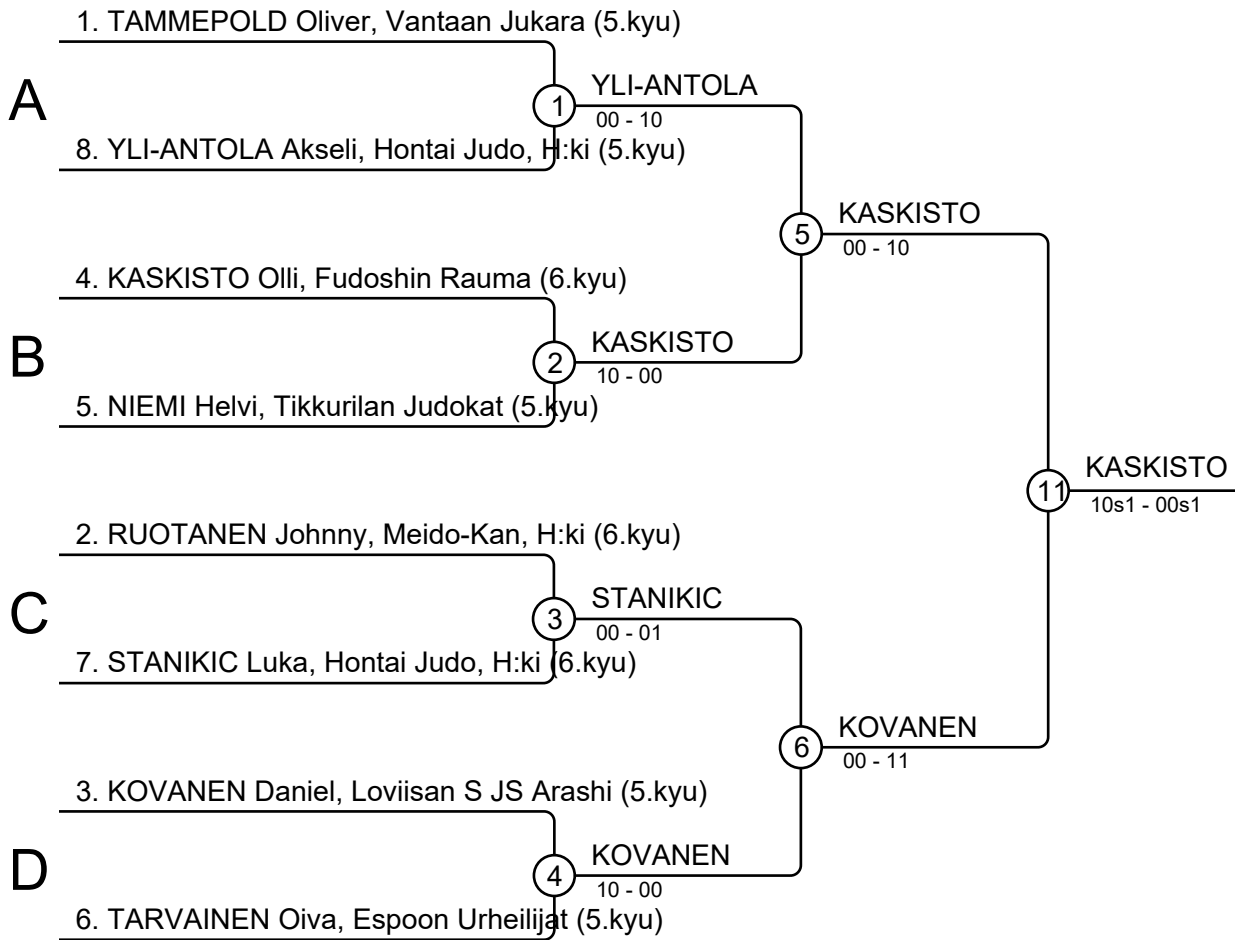 1. TAMMEPOLD Oliver, Vantaan Jukara (5.kyu)
A
1
YLI-ANTOLA
00 - 10
8. YLI-ANTOLA Akseli, Hontai Judo, H:ki (5.kyu)
5
KASKISTO
00 - 10
4. KASKISTO Olli, Fudoshin Rauma (6.kyu)
B
2
KASKISTO
10 - 00
5. NIEMI Helvi, Tikkurilan Judokat (5.kyu)
11
KASKISTO
10s1 - 00s1
2. RUOTANEN Johnny, Meido-Kan, H:ki (6.kyu)
C
3
STANIKIC
00 - 01
7. STANIKIC Luka, Hontai Judo, H:ki (6.kyu)
6
KOVANEN
00 - 11
3. KOVANEN Daniel, Loviisan S JS Arashi (5.kyu)
D
4
KOVANEN
10 - 00
6. TARVAINEN Oiva, Espoon Urheilijat (5.kyu)